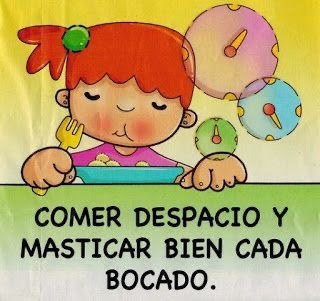 COMER DESPACIO Y
MASTICAR BIEN CADA
BOCADO.